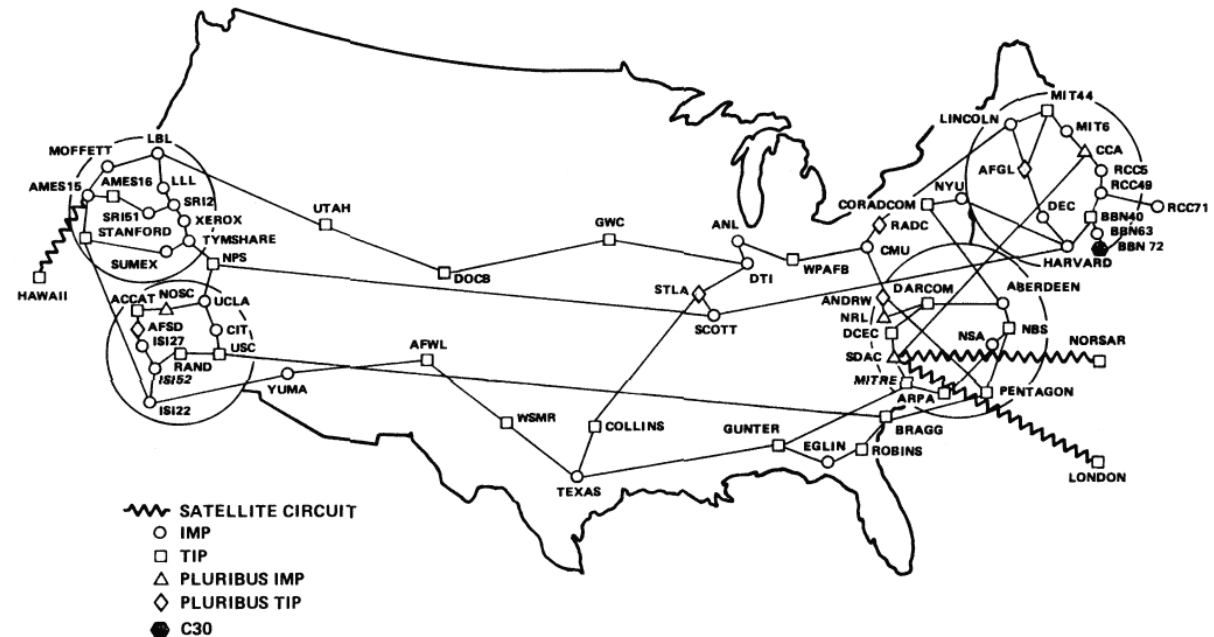 MIT44
LINCOLN
MIT6
CCA
LBL
MOFFETT
AMES16
LLL
AMES15
SRI2
SRI51
XEROX
STANFORD
TYMSHARE
SUMEX
NPS
HAWAII
AFGL
RCC5
RCC49
RCC71
NYU
DEC
BBN40
BBN63
BBN 72
HARVARD
CORADCOM
RADC
UTAH
GWC
ANL
CMU
WPAFB
DTI
DOCB
STLA
SCOTT
ACCAT
NOSC
UCLA
AFSD
CIT
ISI27
RAND
USC
ISI52
ISI22
YUMA
AFWL
WSMR
COLLINS
TEXAS
GUNTER
EGLIN
ROBINS
BRAGG
ANDRW
DARCOM
ABERDEEN
NRL
DCEC
NSA
NBS
SDAC
NORSAR
MITRE
ARPA
PENTAGON
LONDON
SATELLITE CIRCUIT
IMP
TIP
PLURIBUS IMP
PLURIBUS TIP
C30